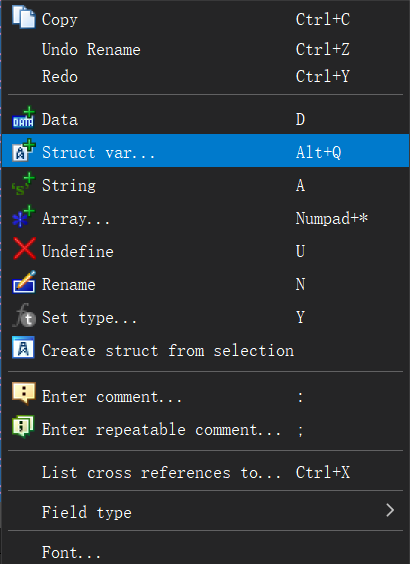 Copy Ctrl+C
Undo Rename Ctrl+Z
Redo Ctrl+Y
DATA Data D
A Struct var... Alt+Q
's' String A
* Array... Numpad+*
Undefine U
Rename N
ft Set type... Y
A Create struct from selection
: Enter comment... :
; Enter repeatable comment... ;
List cross references to... Ctrl+X
Field type
Font...